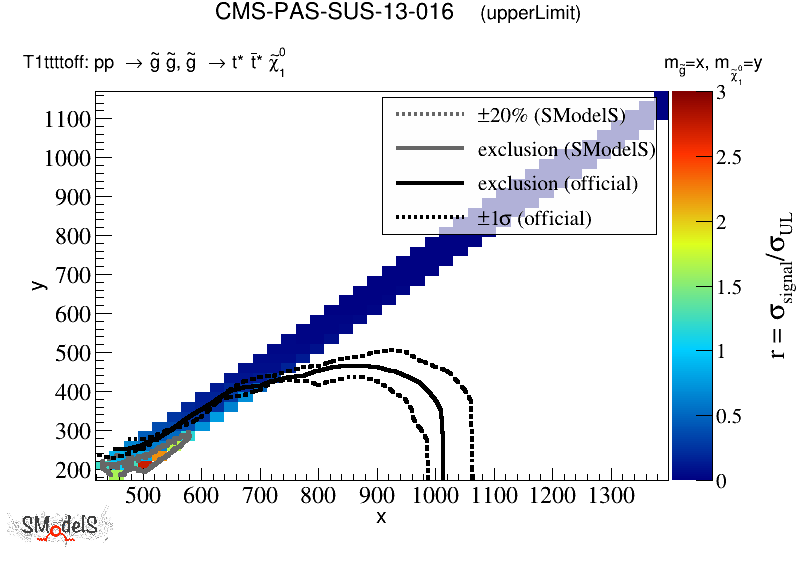 CMS-PAS-SUS-13-016 (upperLimit)
T1ttttoff: pp → g̃ g̃, g̃ → t* t̄* χ̃₁⁰
m_g̃=x, m_χ̃₁⁰=y
±20% (SModelS)
exclusion (SModelS)
exclusion (official)
±1σ (official)
y
1100
1000
900
800
700
600
500
400
300
200
500 600 700 800 900 1000 1100 1200 1300
x
3
2.5
2
1.5
1
0.5
0
r = σ_signal/σ_UL
SModelS